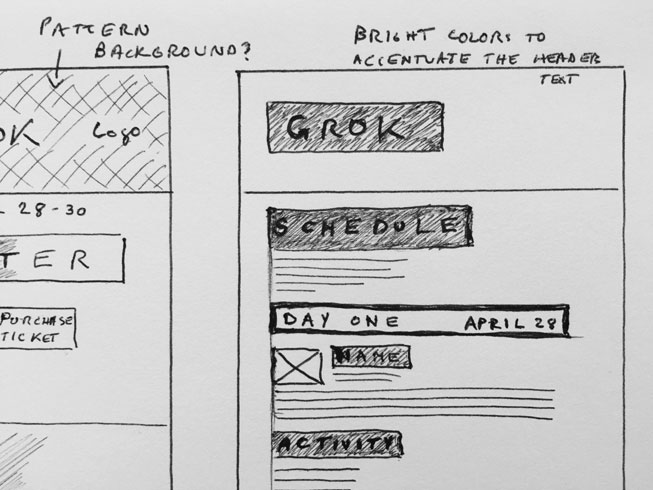 PATTERN
BACKGROUND?
OK Logo
28-30
TER
PURCHASE
TICKET
BRIGHT COLORS TO
ACCENTUATE THE HEADER
TEXT
GROK
SCHEDULE
DAY ONE APRIL 28
NAME
ACTIVITY